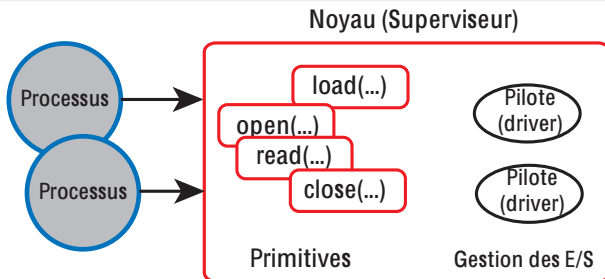 Noyau (Superviseur)
Processus
Processus
load(...)
open(...)
read(...)
close(...)
Pilote
(driver)
Pilote
(driver)
Primitives
Gestion des E/S